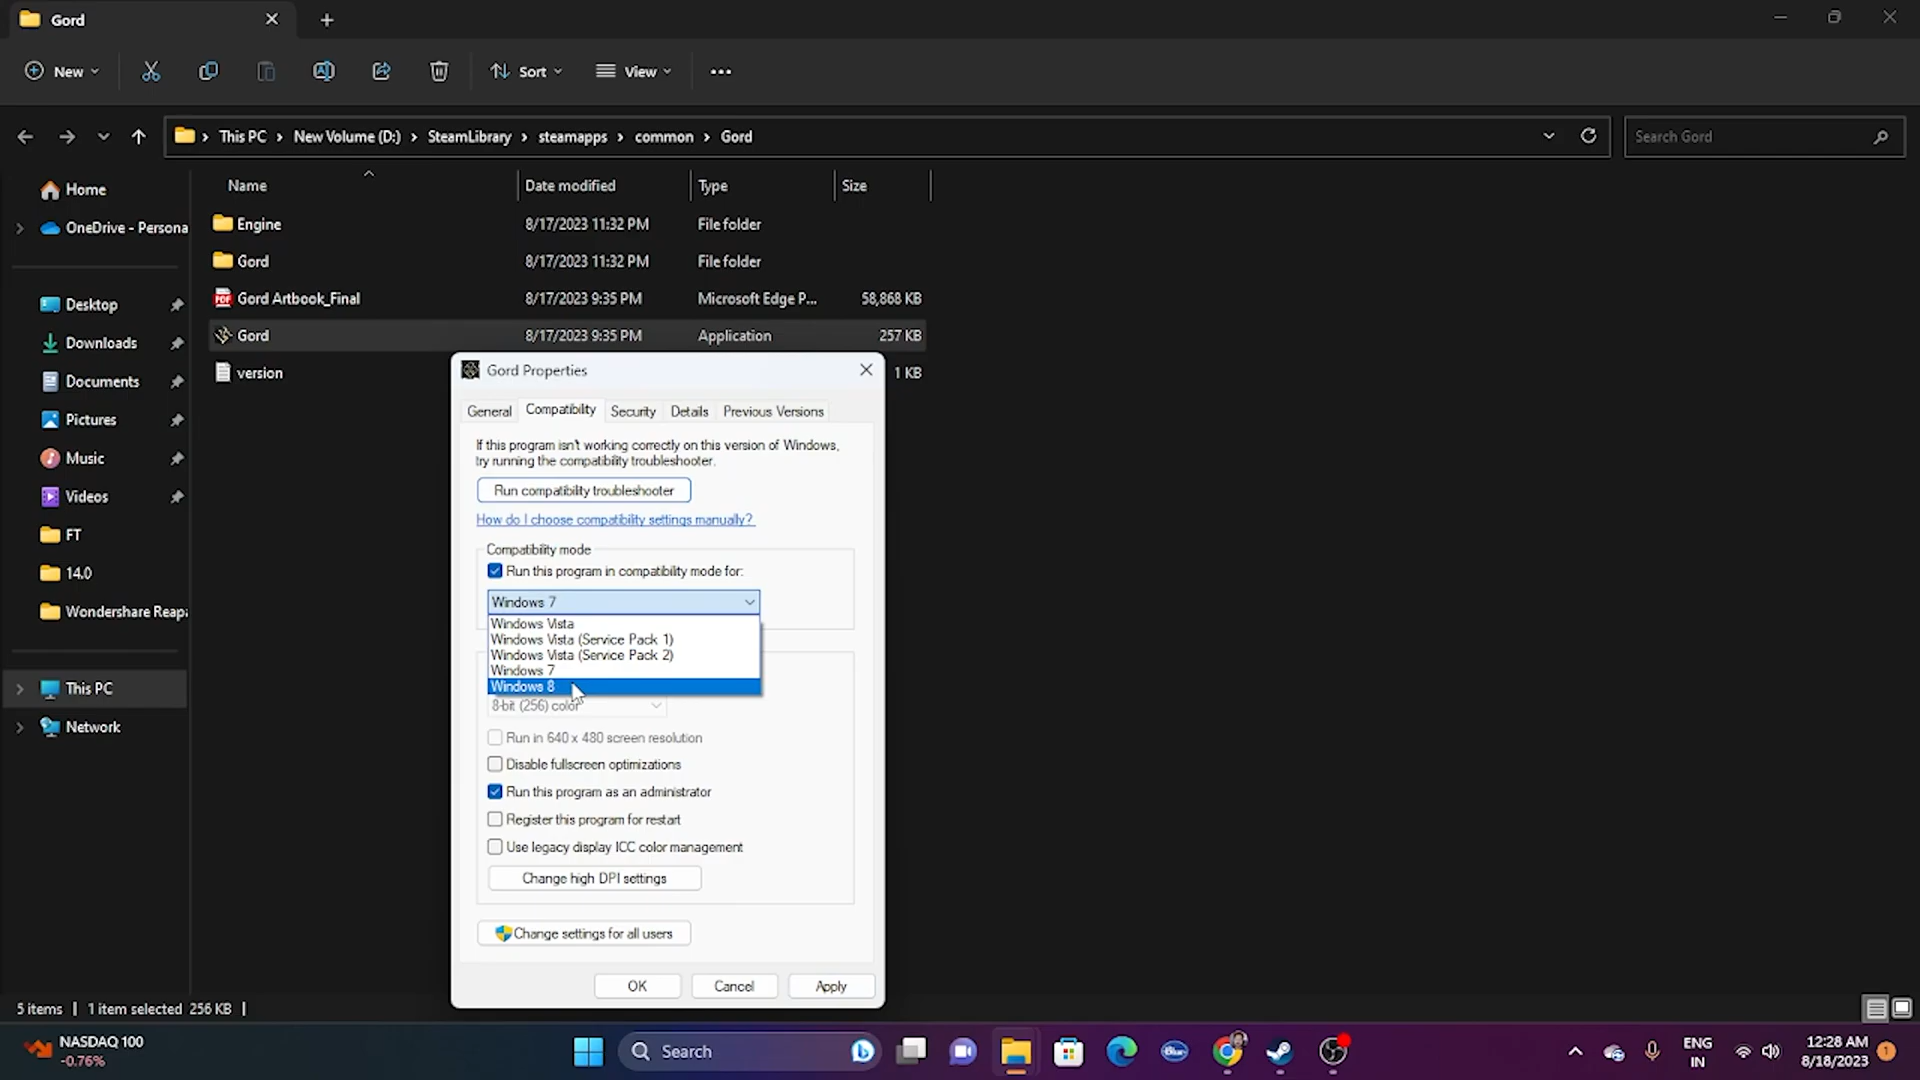 Gord
New
Sort
View
This PC
New Volume (D:)
SteamLibrary
steamapps
common
Gord
Search Gord
Name
Date modified
Type
Size
Home
OneDrive - Persona
Desktop
Downloads
Documents
Pictures
Music
Videos
FT
14.0
Wondershare Reapa
This PC
Network
Engine 8/17/2023 11:32 PM File folder
Gord 8/17/2023 11:32 PM File folder
PDF Gord Artbook_Final 8/17/2023 9:35 PM Microsoft Edge P... 58,868 KB
Gord 8/17/2023 9:35 PM Application 257 KB
version 1 KB
Gord Properties
General Compatibility Security Details Previous Versions
If this program isn't working correctly on this version of Windows,
try running the compatibility troubleshooter.
Run compatibility troubleshooter
How do I choose compatibility settings manually?
Compatibility mode
Run this program in compatibility mode for:
Windows 7
Windows Vista
Windows Vista (Service Pack 1)
Windows Vista (Service Pack 2)
Windows 7
Windows 8
8-bit (256) color
Run in 640 x 480 screen resolution
Disable fullscreen optimizations
Run this program as an administrator
Register this program for restart
Use legacy display ICC color management
Change high DPI settings
Change settings for all users
OK Cancel Apply
5 items 1 item selected 256 KB
NASDAQ 100
-0.76%
Search
Blue
ENG
IN
12:28 AM
8/18/2023
1